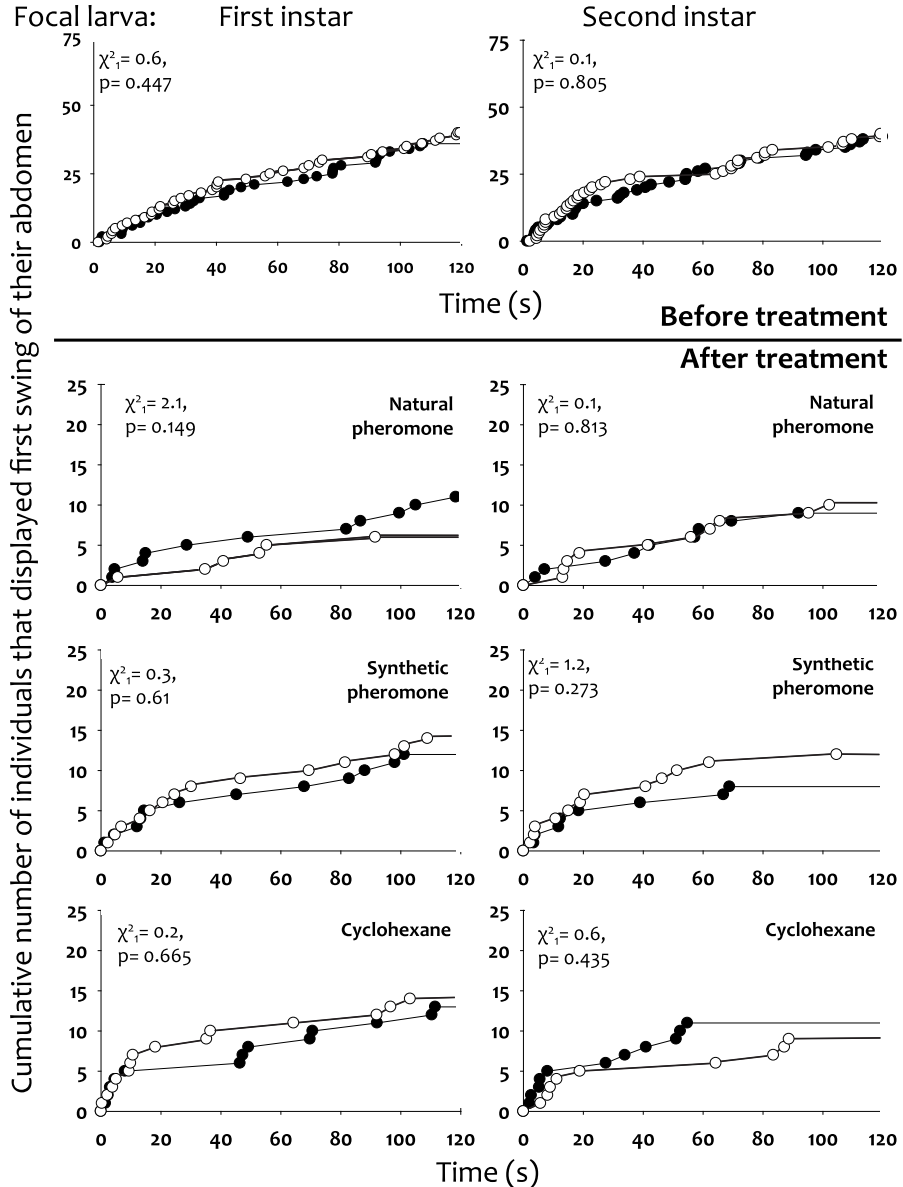 Focal larva: First instar Second instar
Cumulative number of individuals that displayed first swing of their abdomen
χ²₁= 0.6,
p= 0.447
75
50
25
0
0 20 40 60 80 100 120
χ²₁= 0.1,
p= 0.805
75
50
25
0
0 20 40 60 80 100 120
Time (s)
Before treatment
After treatment
χ²₁= 2.1,
p= 0.149
Natural
pheromone
25
20
15
10
5
0
0 20 40 60 80 100 120
χ²₁= 0.1,
p= 0.813
Natural
pheromone
25
20
15
10
5
0
0 20 40 60 80 100 120
χ²₁= 0.3,
p= 0.61
Synthetic
pheromone
25
20
15
10
5
0
0 20 40 60 80 100 120
χ²₁= 1.2,
p= 0.273
Synthetic
pheromone
25
20
15
10
5
0
0 20 40 60 80 100 120
χ²₁= 0.2,
p= 0.665
Cyclohexane
25
20
15
10
5
0
0 20 40 60 80 100 120
χ²₁= 0.6,
p= 0.435
Cyclohexane
25
20
15
10
5
0
0 20 40 60 80 100 120
Time (s)